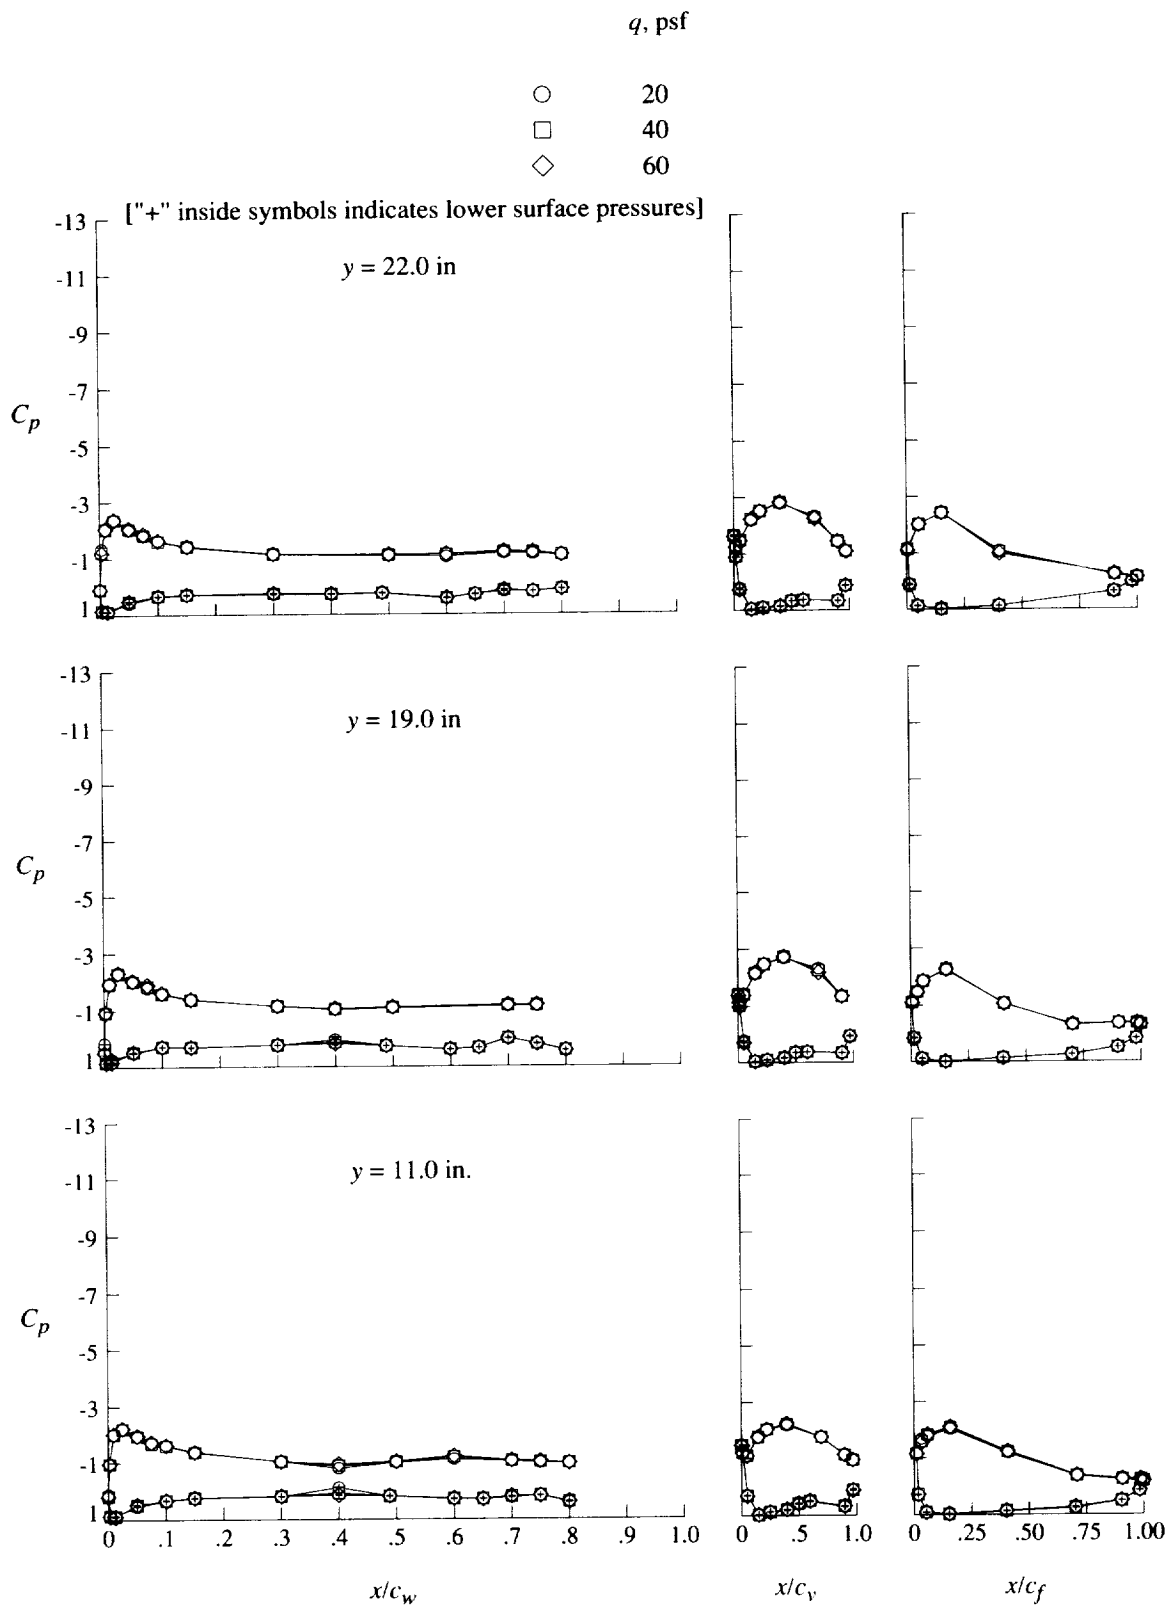 q, psf
20
40
60
["+" inside symbols indicates lower surface pressures]
y = 22.0 in
-13
-11
-9
-7
-5
-3
-1
1
C_p
y = 19.0 in
-13
-11
-9
-7
-5
-3
-1
1
C_p
y = 11.0 in.
-13
-11
-9
-7
-5
-3
-1
1
C_p
0 .1 .2 .3 .4 .5 .6 .7 .8 .9 1.0
0 .5 1.0
0 .25 .50 .75 1.00
x/c_w
x/c_v
x/c_f